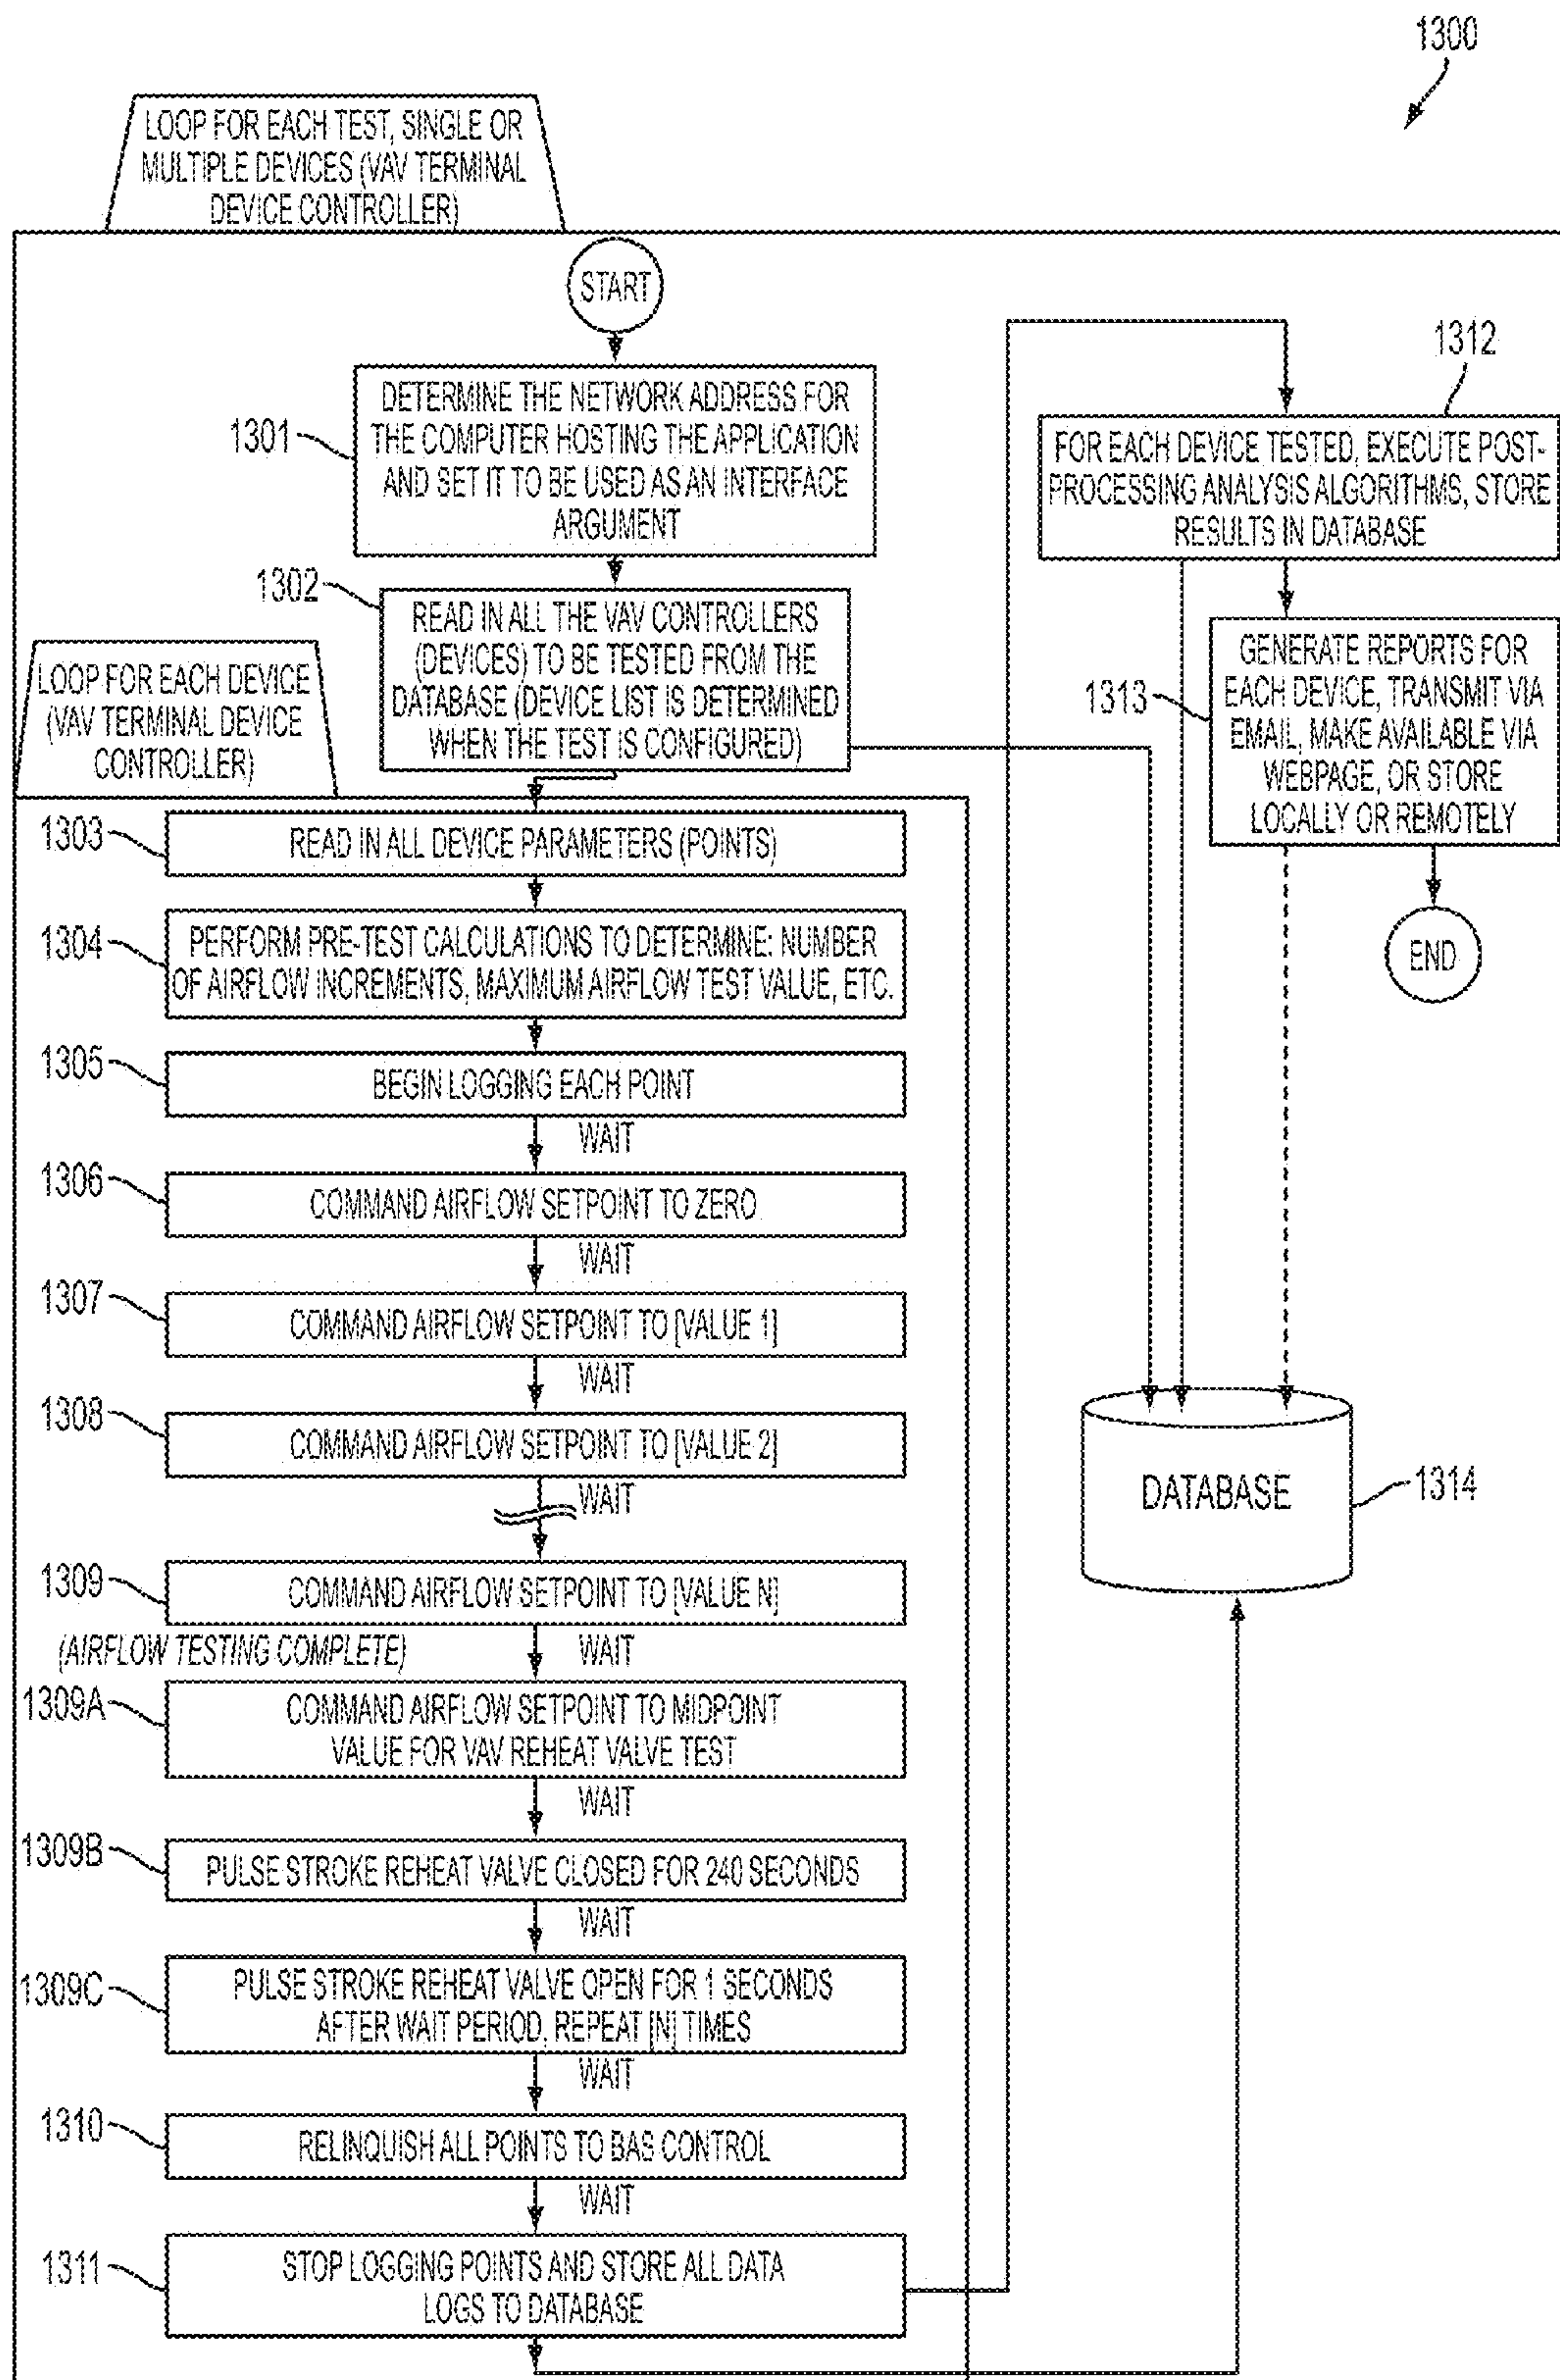 1300
LOOP FOR EACH TEST, SINGLE OR
MULTIPLE DEVICES (VAV TERMINAL
DEVICE CONTROLLER)
START
1301
DETERMINE THE NETWORK ADDRESS FOR
THE COMPUTER HOSTING THE APPLICATION
AND SET IT TO BE USED AS AN INTERFACE
ARGUMENT
1302
READ IN ALL THE VAV CONTROLLERS
(DEVICES) TO BE TESTED FROM THE
DATABASE (DEVICE LIST IS DETERMINED
WHEN THE TEST IS CONFIGURED)
LOOP FOR EACH DEVICE
(VAV TERMINAL DEVICE
CONTROLLER)
1303
READ IN ALL DEVICE PARAMETERS (POINTS)
1304
PERFORM PRE-TEST CALCULATIONS TO DETERMINE: NUMBER
OF AIRFLOW INCREMENTS, MAXIMUM AIRFLOW TEST VALUE, ETC.
1305
BEGIN LOGGING EACH POINT
WAIT
1306
COMMAND AIRFLOW SETPOINT TO ZERO
WAIT
1307
COMMAND AIRFLOW SETPOINT TO [VALUE 1]
WAIT
1308
COMMAND AIRFLOW SETPOINT TO [VALUE 2]
WAIT
1309
COMMAND AIRFLOW SETPOINT TO [VALUE N]
(AIRFLOW TESTING COMPLETE)
WAIT
1309A
COMMAND AIRFLOW SETPOINT TO MIDPOINT
VALUE FOR VAV REHEAT VALVE TEST
WAIT
1309B
PULSE STROKE REHEAT VALVE CLOSED FOR 240 SECONDS
WAIT
1309C
PULSE STROKE REHEAT VALVE OPEN FOR 1 SECONDS
AFTER WAIT PERIOD, REPEAT [N] TIMES
WAIT
1310
RELINQUISH ALL POINTS TO BAS CONTROL
WAIT
1311
STOP LOGGING POINTS AND STORE ALL DATA
LOGS TO DATABASE
1312
FOR EACH DEVICE TESTED, EXECUTE POST-
PROCESSING ANALYSIS ALGORITHMS, STORE
RESULTS IN DATABASE
1313
GENERATE REPORTS FOR
EACH DEVICE, TRANSMIT VIA
EMAIL, MAKE AVAILABLE VIA
WEBPAGE, OR STORE
LOCALLY OR REMOTELY
END
DATABASE
1314